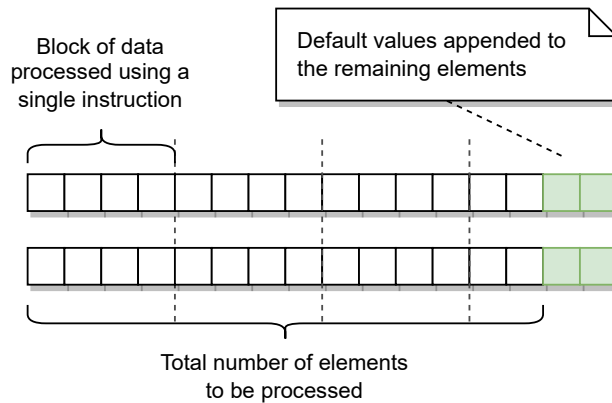 Block of data
processed using a
single instruction
Default values appended to
the remaining elements
Total number of elements
to be processed